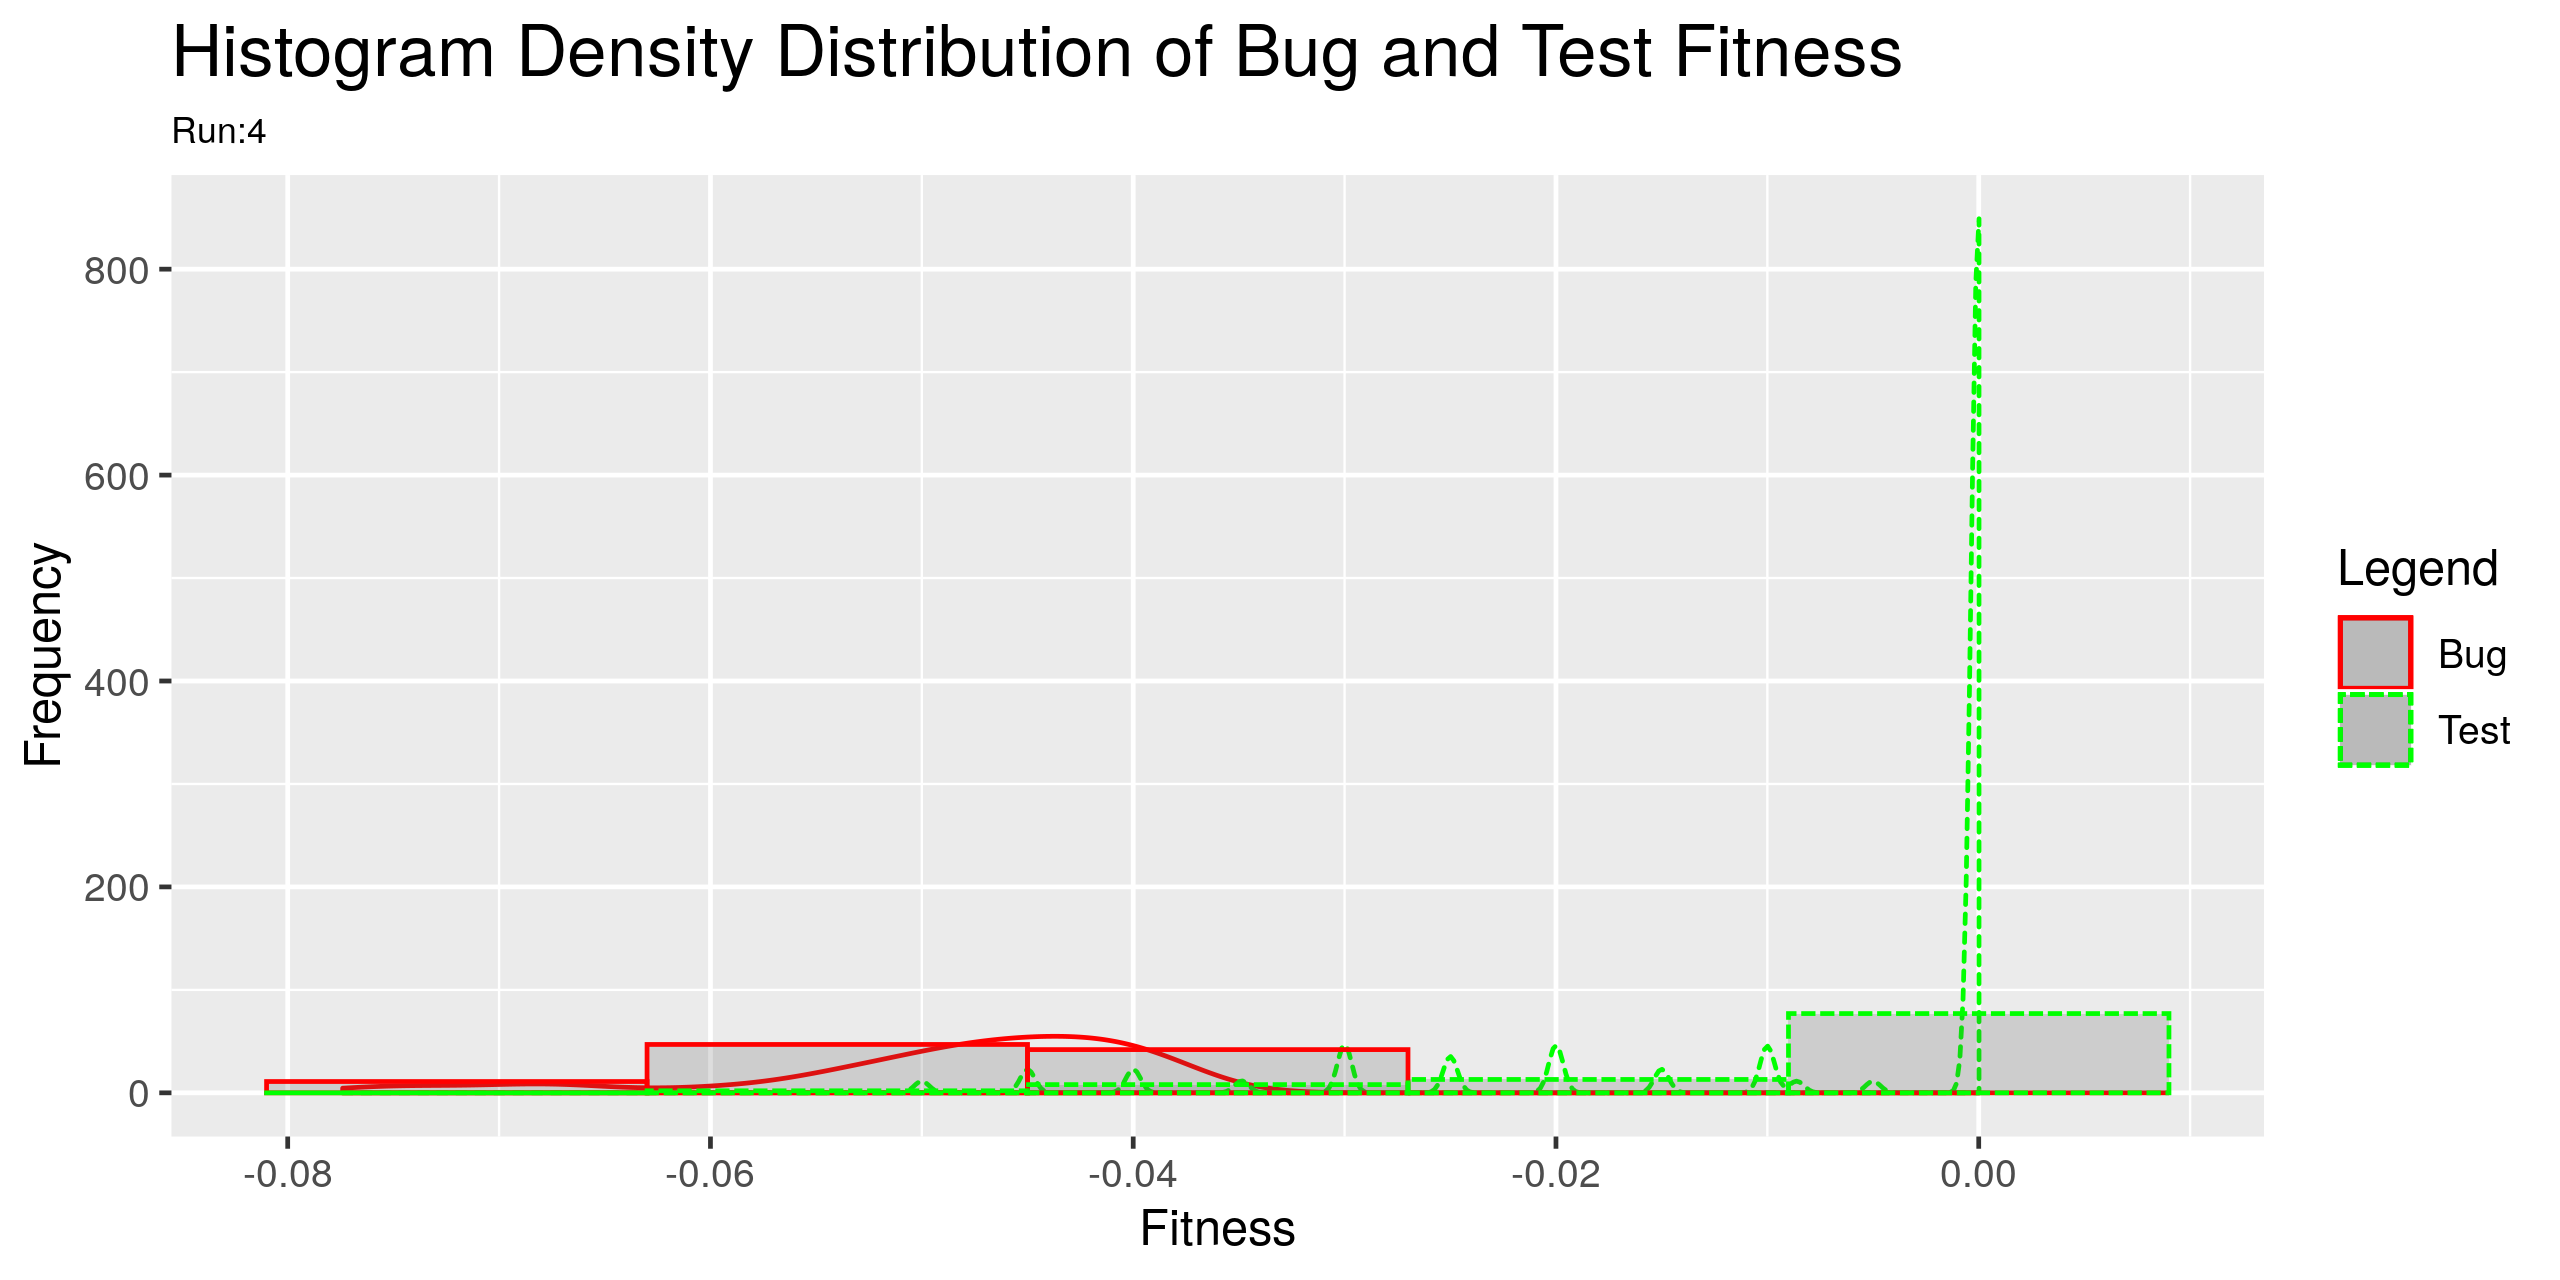 Histogram Density Distribution of Bug and Test Fitness
Run:4
Frequency
800
600
400
200
0
-0.08
-0.06
-0.04
-0.02
0.00
Fitness
Legend
Bug
Test